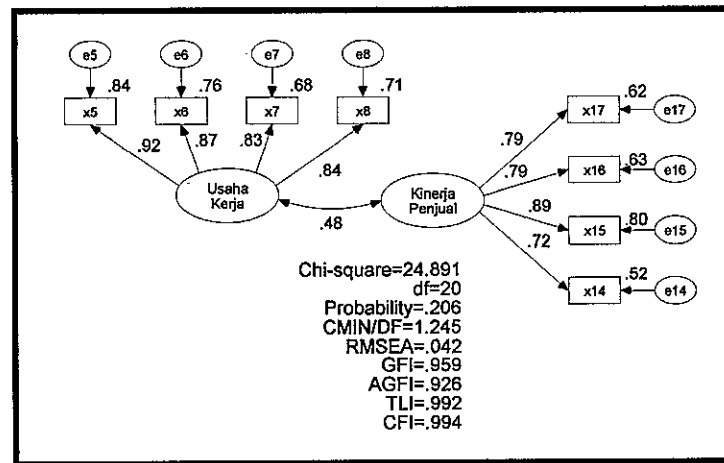 e5 e6 e7 e8
.84 .76 .68 .71
x5 x6 x7 x8
.92 .87 .83 .84
Usaha
Kerja
.48
Kinerja
Penjual
.79 x17 .62 e17
.79 x16 .63 e16
.89 x15 .80 e15
.72 x14 .52 e14
Chi-square=24.891
df=20
Probability=.206
CMIN/DF=1.245
RMSEA=.042
GFI=.959
AGFI=.926
TLI=.992
CFI=.994